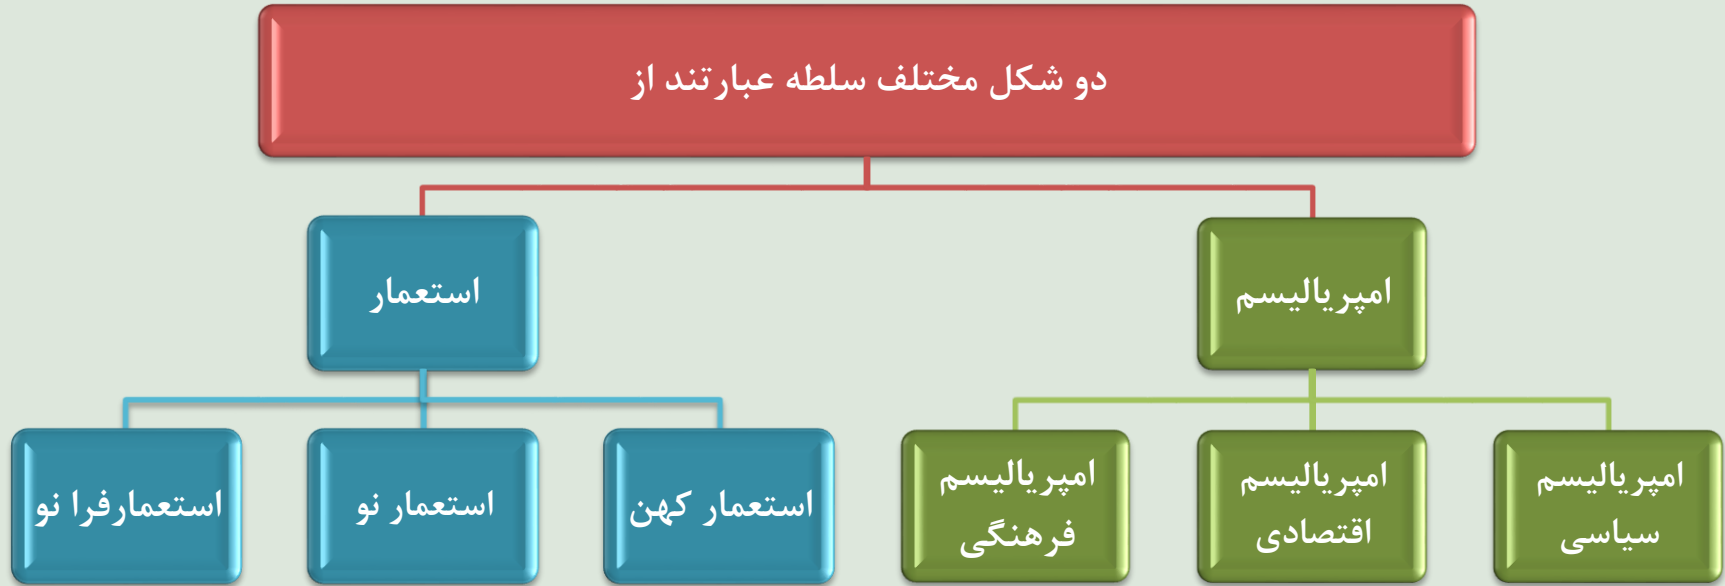 دو شکل مختلف سلطه عبارتند از
امپریالیسم
استعمار
امپریالیسم
سیاسی
امپریالیسم
اقتصادی
امپریالیسم
فرهنگی
استعمار کهن
استعمار نو
استعمارفرا نو